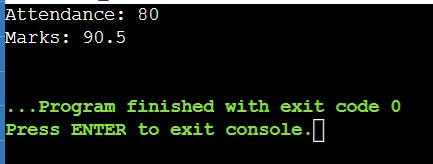 Attendance: 80
Marks: 90.5
...Program finished with exit code 0
Press ENTER to exit console.